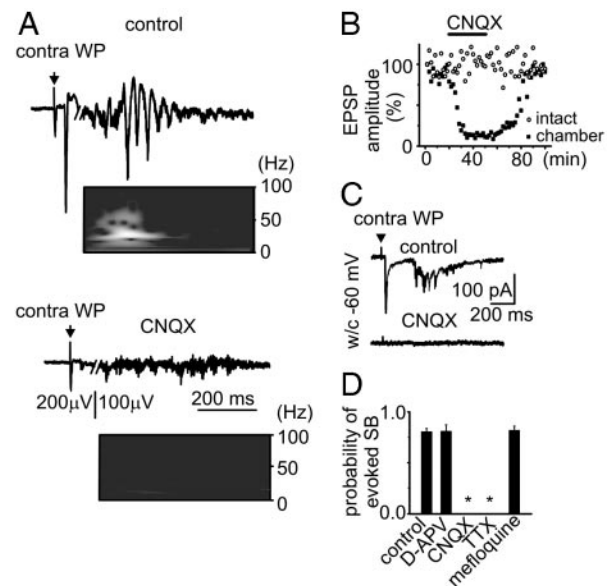 A
control
contra WP
(Hz)
100
50
0
contra WP
CNQX
200μV
100μV
200 ms
(Hz)
100
50
0
B
CNQX
EPSP
amplitude
(%)
100
0
intact
chamber
0
40
80
(min)
C
contra WP
control
w/c -60 mV
100 pA
200 ms
CNQX
D
probability of
evoked SB
1.0
0.0
*
*
control
D-APV
CNQX
TTX
mefloquine